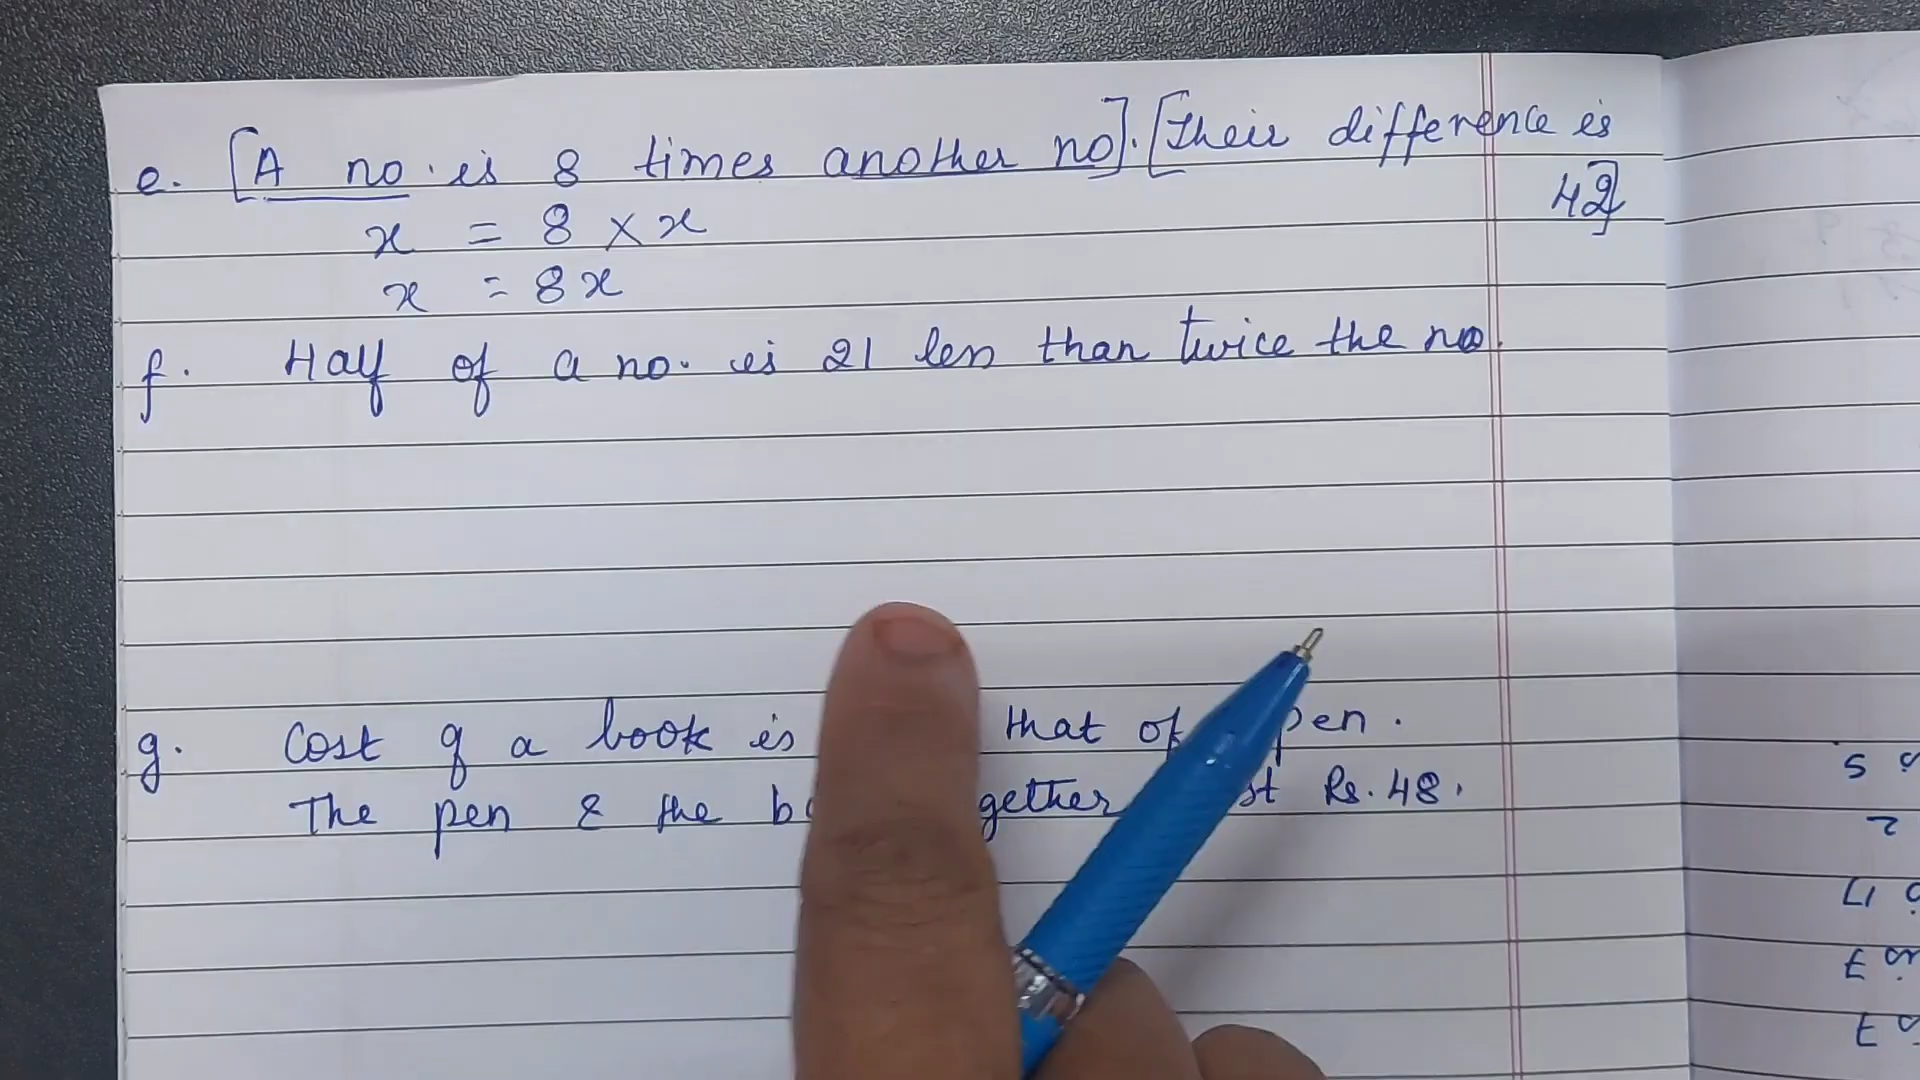 e. [A no. is 8 times another no]. [Their difference is
42]
x = 8 × x
x = 8x
f. Half of a no. is 21 less than twice the no.
g. Cost of a book is that of pen.
The pen & the gether Rs. 48.